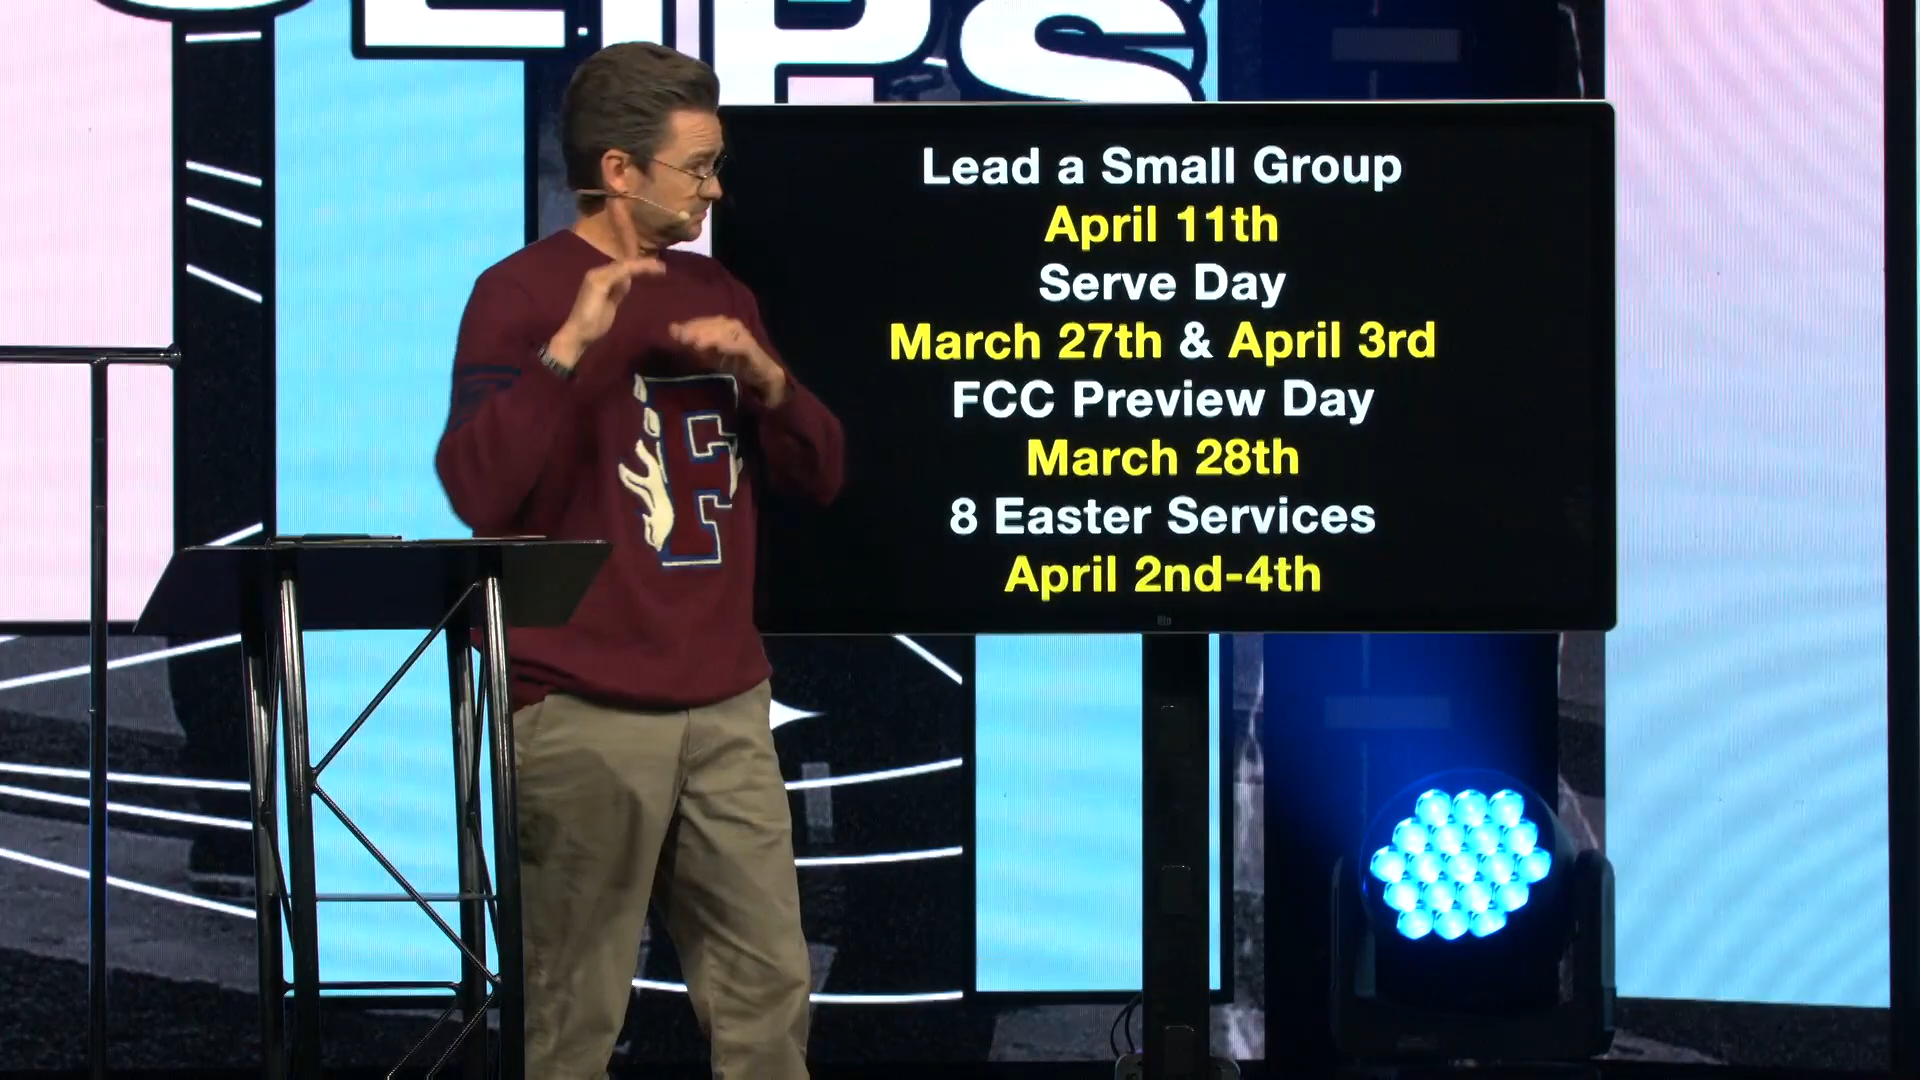 Lead a Small Group
April 11th
Serve Day
March 27th & April 3rd
FCC Preview Day
March 28th
8 Easter Services
April 2nd-4th
F